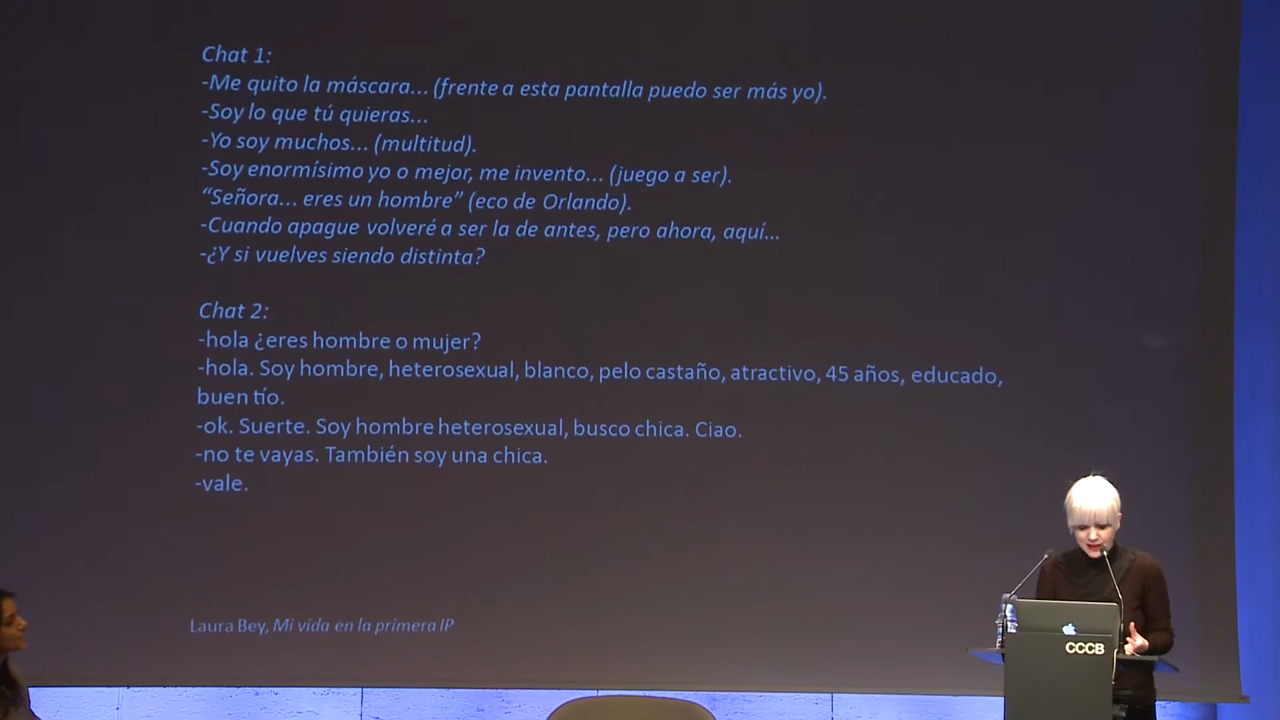 Chat 1:
-Me quito la máscara... (frente a esta pantalla puedo ser más yo).
-Soy lo que tú quieras...
-Yo soy muchos... (multitud).
-Soy enormísimo yo o mejor, me invento... (juego a ser).
“Señora... eres un hombre” (eco de Orlando).
-Cuando apague volveré a ser la de antes, pero ahora, aquí...
-¿Y si vuelves siendo distinta?
Chat 2:
-hola ¿eres hombre o mujer?
-hola. Soy hombre, heterosexual, blanco, pelo castaño, atractivo, 45 años, educado,
buen tío.
-ok. Suerte. Soy hombre heterosexual, busco chica. Ciao.
-no te vayas. También soy una chica.
-vale.
Laura Bey, Mi vida en la primera IP
CCCB